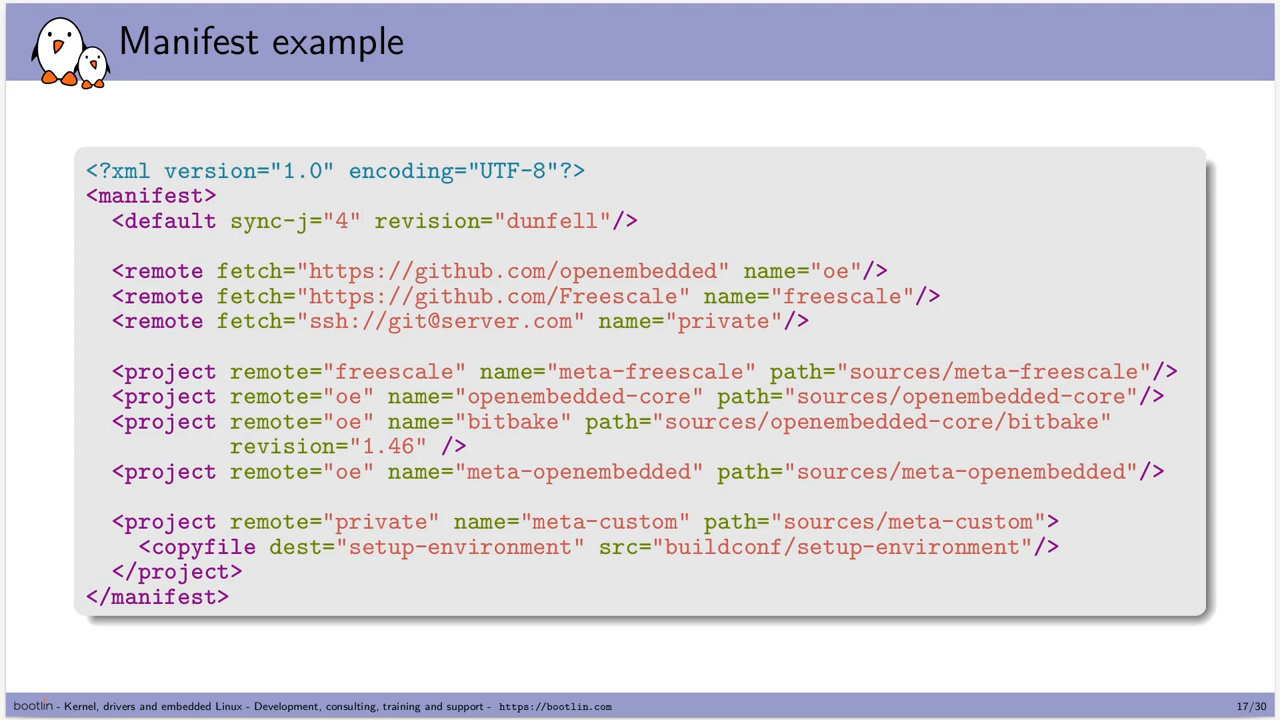 Manifest example
<?xml version="1.0" encoding="UTF-8"?>
<manifest>
  <default sync-j="4" revision="dunfell"/>
  <remote fetch="https://github.com/openembedded" name="oe"/>
  <remote fetch="https://github.com/Freescale" name="freescale"/>
  <remote fetch="ssh://git@server.com" name="private"/>
  <project remote="freescale" name="meta-freescale" path="sources/meta-freescale"/>
  <project remote="oe" name="openembedded-core" path="sources/openembedded-core"/>
  <project remote="oe" name="bitbake" path="sources/openembedded-core/bitbake"
           revision="1.46" />
  <project remote="oe" name="meta-openembedded" path="sources/meta-openembedded"/>
  <project remote="private" name="meta-custom" path="sources/meta-custom">
    <copyfile dest="setup-environment" src="buildconf/setup-environment"/>
  </project>
</manifest>
bootlin - Kernel, drivers and embedded Linux - Development, consulting, training and support - https://bootlin.com 17/30